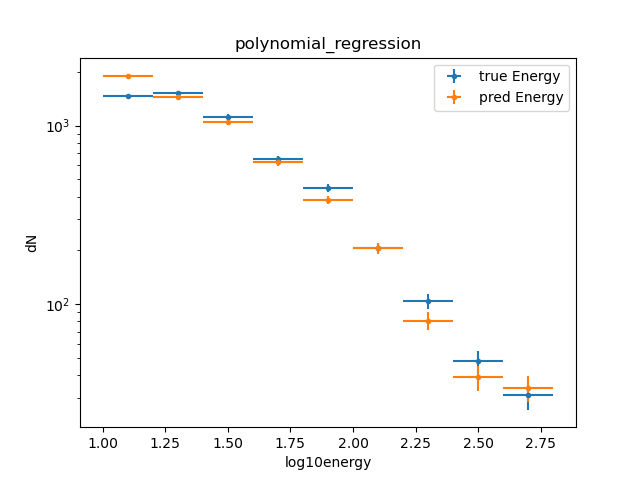 polynomial_regression
true Energy
pred Energy
dN
10^3
10^2
1.00 1.25 1.50 1.75 2.00 2.25 2.50 2.75
log10energy